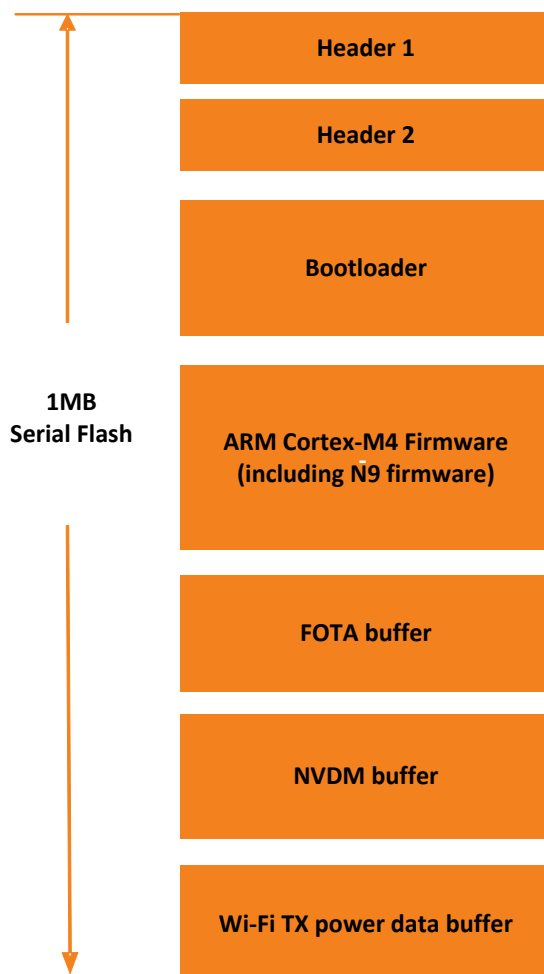 Header 1
Header 2
Bootloader
1MB
Serial Flash
ARM Cortex-M4 Firmware
(including N9 firmware)
FOTA buffer
NVDM buffer
Wi-Fi TX power data buffer